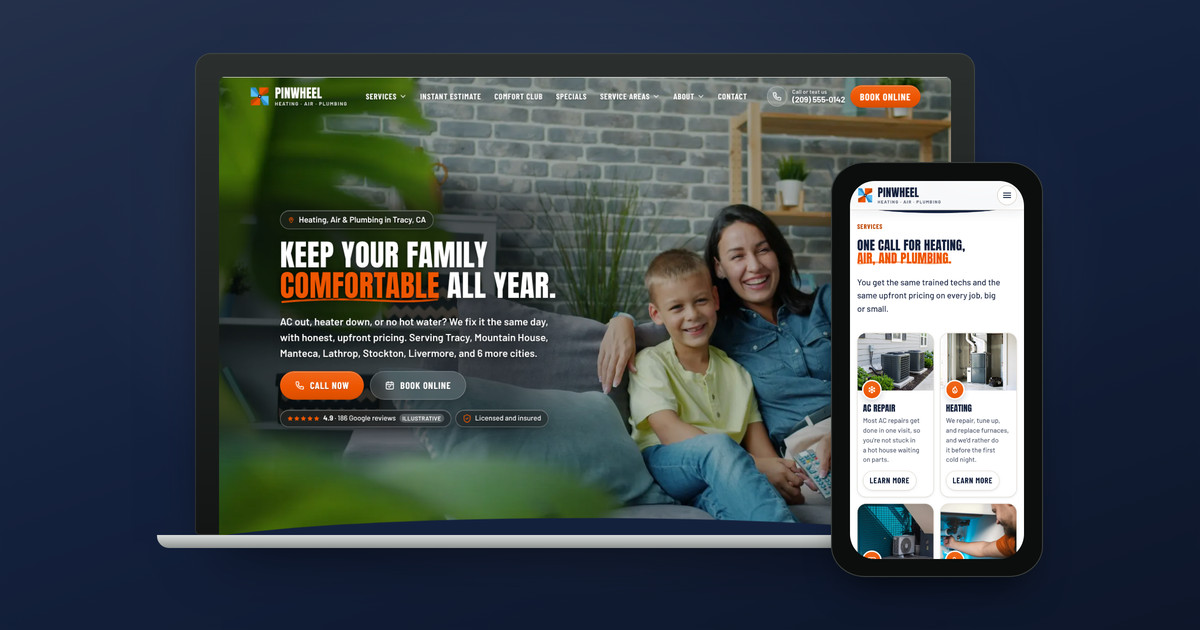 PINWHEEL
HEATING · AIR · PLUMBING
SERVICES
INSTANT ESTIMATE
COMFORT CLUB
SPECIALS
SERVICE AREAS
ABOUT
CONTACT
Call or text us
(209) 555-0142
BOOK ONLINE
Heating, Air & Plumbing in Tracy, CA
KEEP YOUR FAMILY
COMFORTABLE ALL YEAR.
AC out, heater down, or no hot water? We fix it the same day,
with honest, upfront pricing. Serving Tracy, Mountain House,
Manteca, Lathrop, Stockton, Livermore, and 6 more cities.
CALL NOW
BOOK ONLINE
4.9 · 186 Google reviews ILLUSTRATIVE
Licensed and insured
PINWHEEL
HEATING · AIR · PLUMBING
SERVICES
ONE CALL FOR HEATING,
AIR, AND PLUMBING.
You get the same trained techs and the
same upfront pricing on every job, big
or small.
AC REPAIR
Most AC repairs get
done in one visit, so
you're not stuck in
a hot house waiting
on parts.
LEARN MORE
HEATING
We repair, tune up,
and replace furnaces,
and we'd rather do
it before the first
cold night.
LEARN MORE